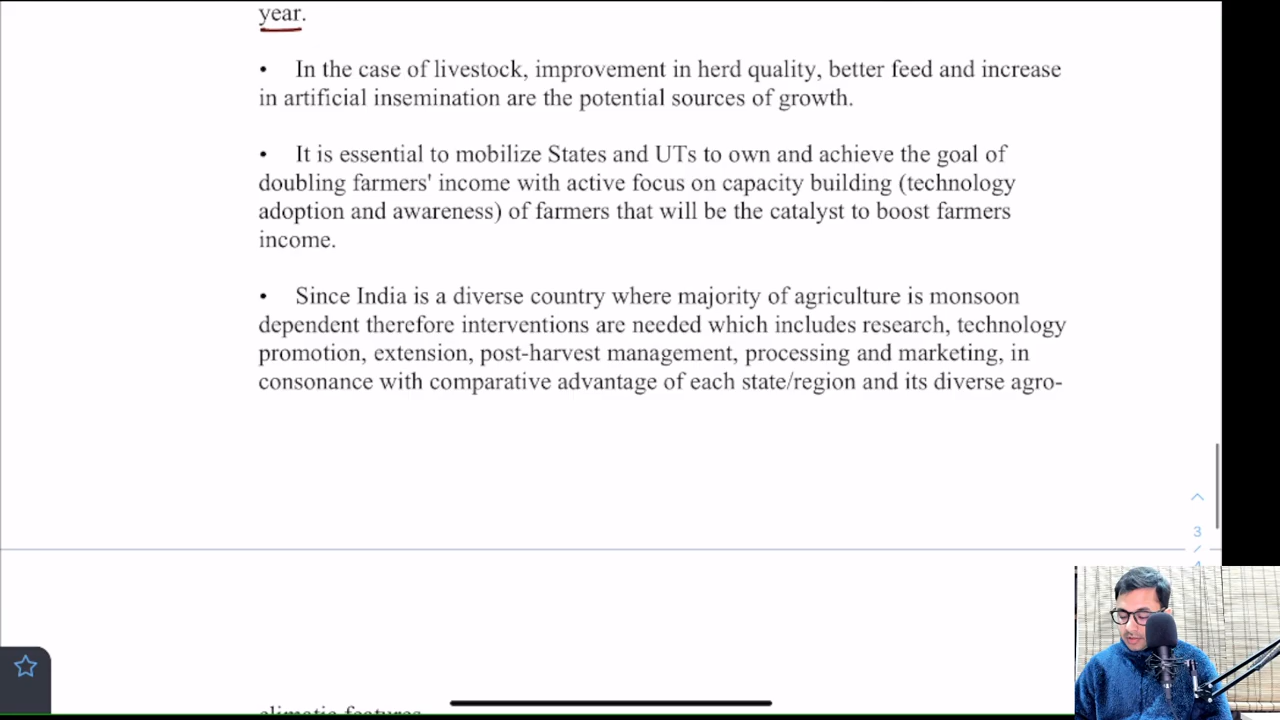 year.
• In the case of livestock, improvement in herd quality, better feed and increase
in artificial insemination are the potential sources of growth.
• It is essential to mobilize States and UTs to own and achieve the goal of
doubling farmers' income with active focus on capacity building (technology
adoption and awareness) of farmers that will be the catalyst to boost farmers
income.
• Since India is a diverse country where majority of agriculture is monsoon
dependent therefore interventions are needed which includes research, technology
promotion, extension, post-harvest management, processing and marketing, in
consonance with comparative advantage of each state/region and its diverse agro-
3
/
climatic features